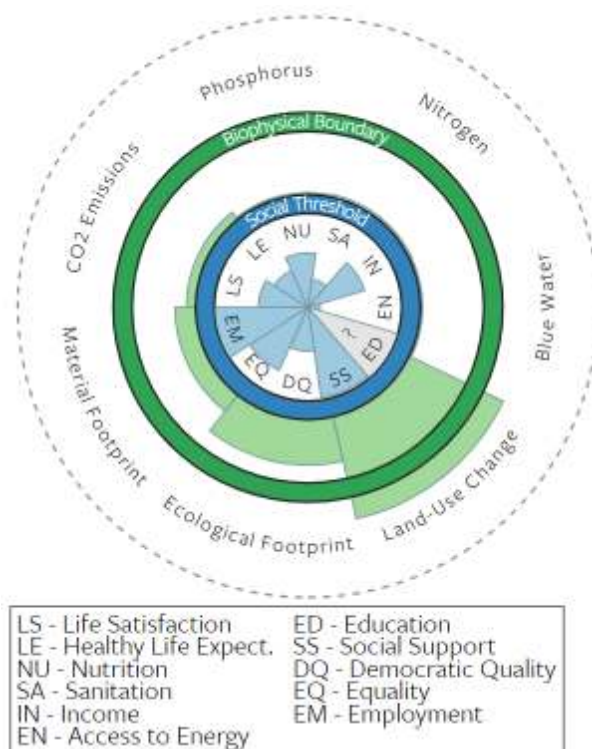 Phosphorus
Nitrogen
Biophysical Boundary
CO2 Emissions
Social Threshold
NU
SA
LE
IN
LS
EN
Blue Water
EM
?
ED
EQ
SS
DQ
Material Footprint
Land-Use Change
Ecological Footprint
LS - Life Satisfaction
LE - Healthy Life Expect.
NU - Nutrition
SA - Sanitation
IN - Income
EN - Access to Energy
ED - Education
SS - Social Support
DQ - Democratic Quality
EQ - Equality
EM - Employment